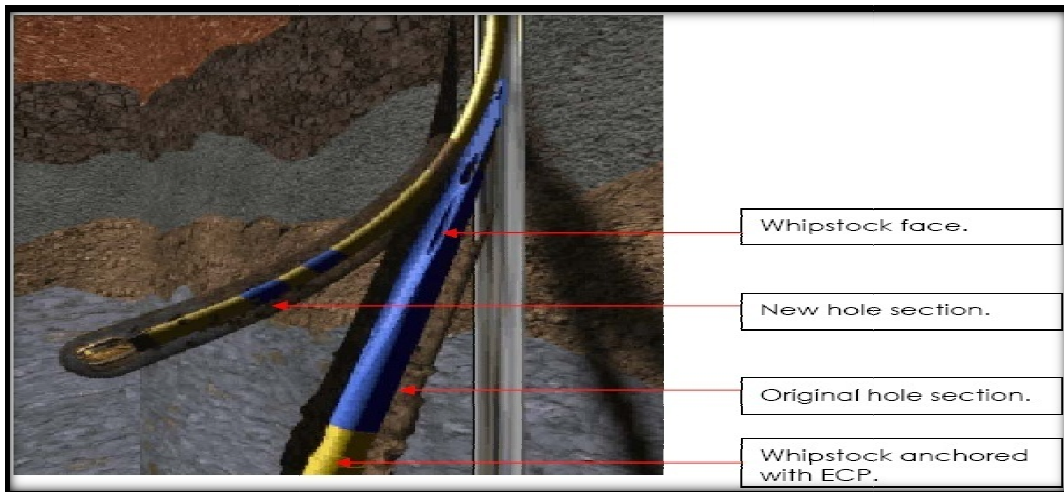 Whipstock face.
New hole section.
Original hole section.
Whipstock anchored
with ECP.